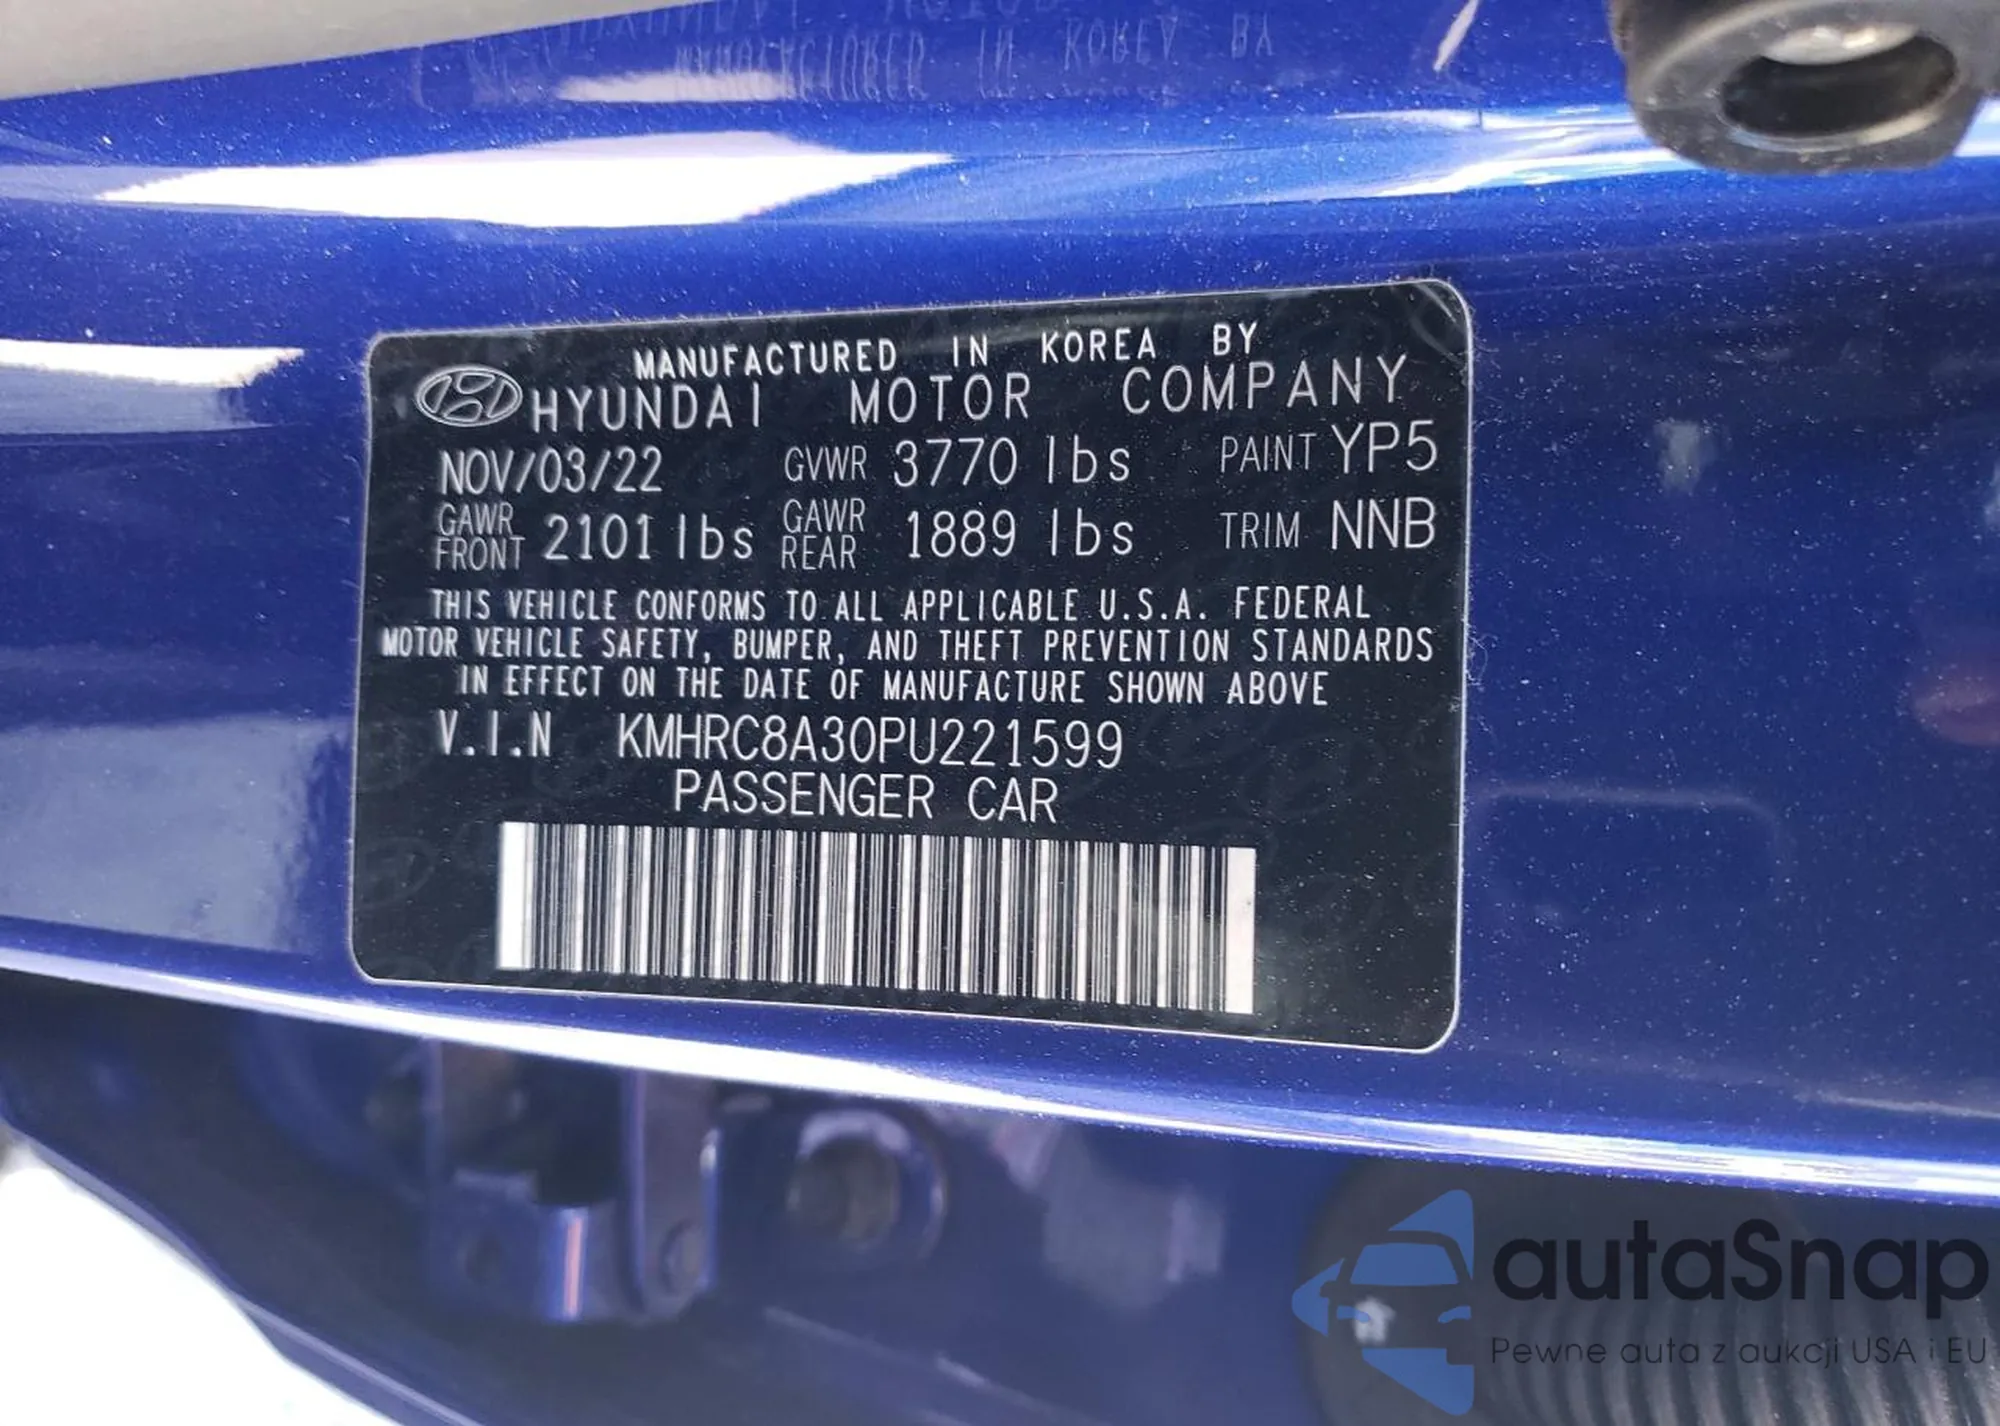 MANUFACTURED IN KOREA BY
HYUNDAI MOTOR COMPANY
NOV/03/22 GVWR 3770 lbs PAINT YP5
GAWR FRONT 2101 lbs GAWR REAR 1889 lbs TRIM NNB
THIS VEHICLE CONFORMS TO ALL APPLICABLE U.S.A. FEDERAL
MOTOR VEHICLE SAFETY, BUMPER, AND THEFT PREVENTION STANDARDS
IN EFFECT ON THE DATE OF MANUFACTURE SHOWN ABOVE
V.I.N KMHRC8A30PU221599
PASSENGER CAR
autaSnap
Pewne auta z aukcji USA i EU